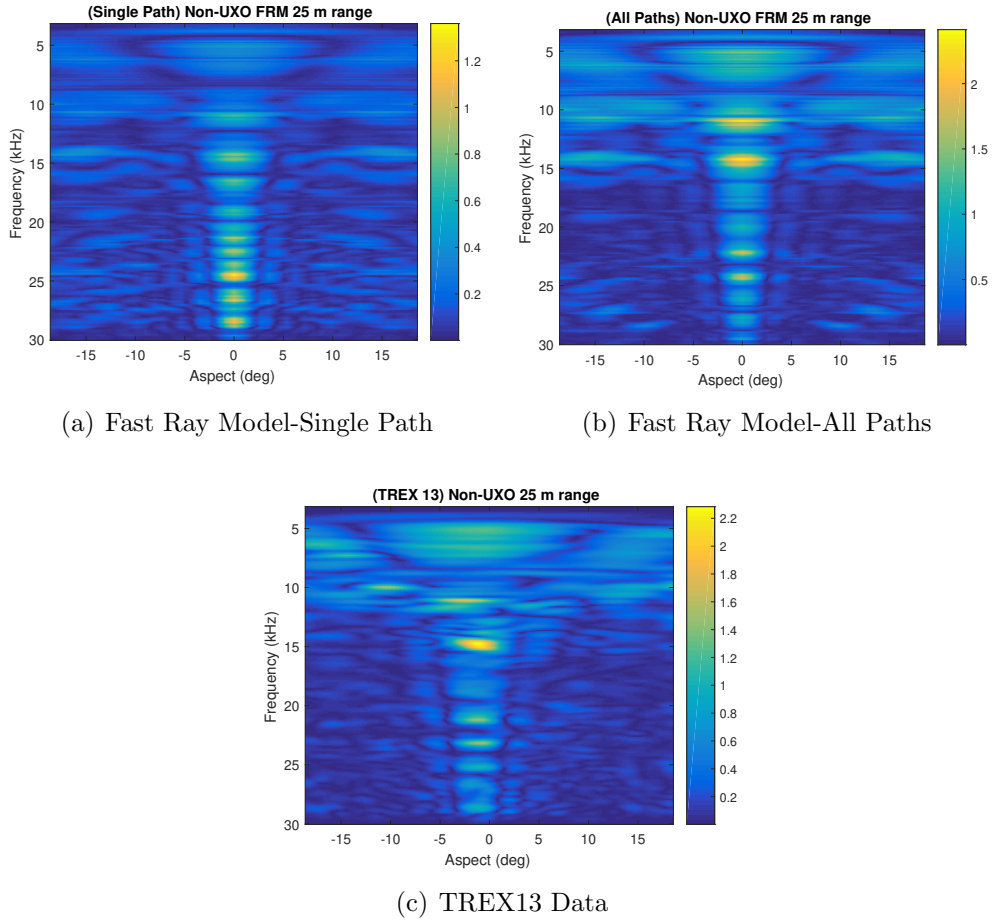 (Single Path) Non-UXO FRM 25 m range
5
10
15
20
25
30
Frequency (kHz)
-15 -10 -5 0 5 10 15
Aspect (deg)
1.2
1
0.8
0.6
0.4
0.2
(a) Fast Ray Model-Single Path
(All Paths) Non-UXO FRM 25 m range
5
10
15
20
25
30
Frequency (kHz)
-15 -10 -5 0 5 10 15
Aspect (deg)
2
1.5
1
0.5
(b) Fast Ray Model-All Paths
(TREX 13) Non-UXO 25 m range
5
10
15
20
25
30
Frequency (kHz)
-15 -10 -5 0 5 10 15
Aspect (deg)
2.2
2
1.8
1.6
1.4
1.2
1
0.8
0.6
0.4
0.2
(c) TREX13 Data